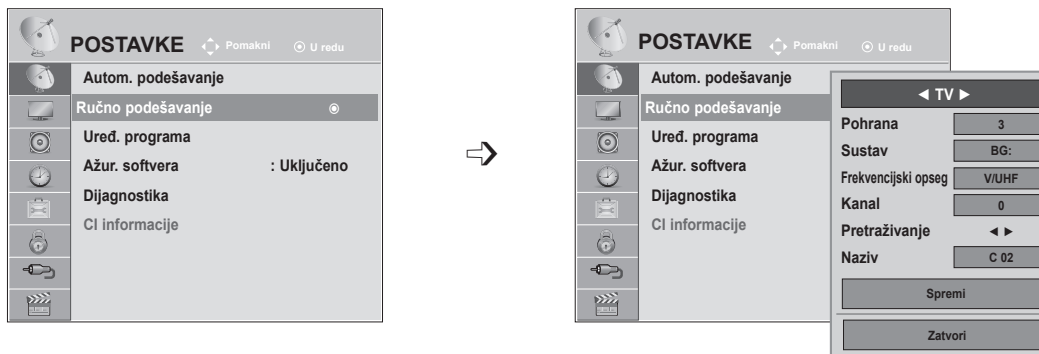 POSTAVKE Pomakni U redu
Autom. podešavanje
Ručno podešavanje
Uređ. programa
Ažur. softvera : Uključeno
Dijagnostika
CI informacije
POSTAVKE Pomakni U redu
Autom. podešavanje
Ručno podešavanje
Uređ. programa
Ažur. softvera
Dijagnostika
CI informacije
◄ TV ►
Pohrana 3
Sustav BG:
Frekvencijski opseg V/UHF
Kanal 0
Pretraživanje ◄ ►
Naziv C 02
Spremi
Zatvori